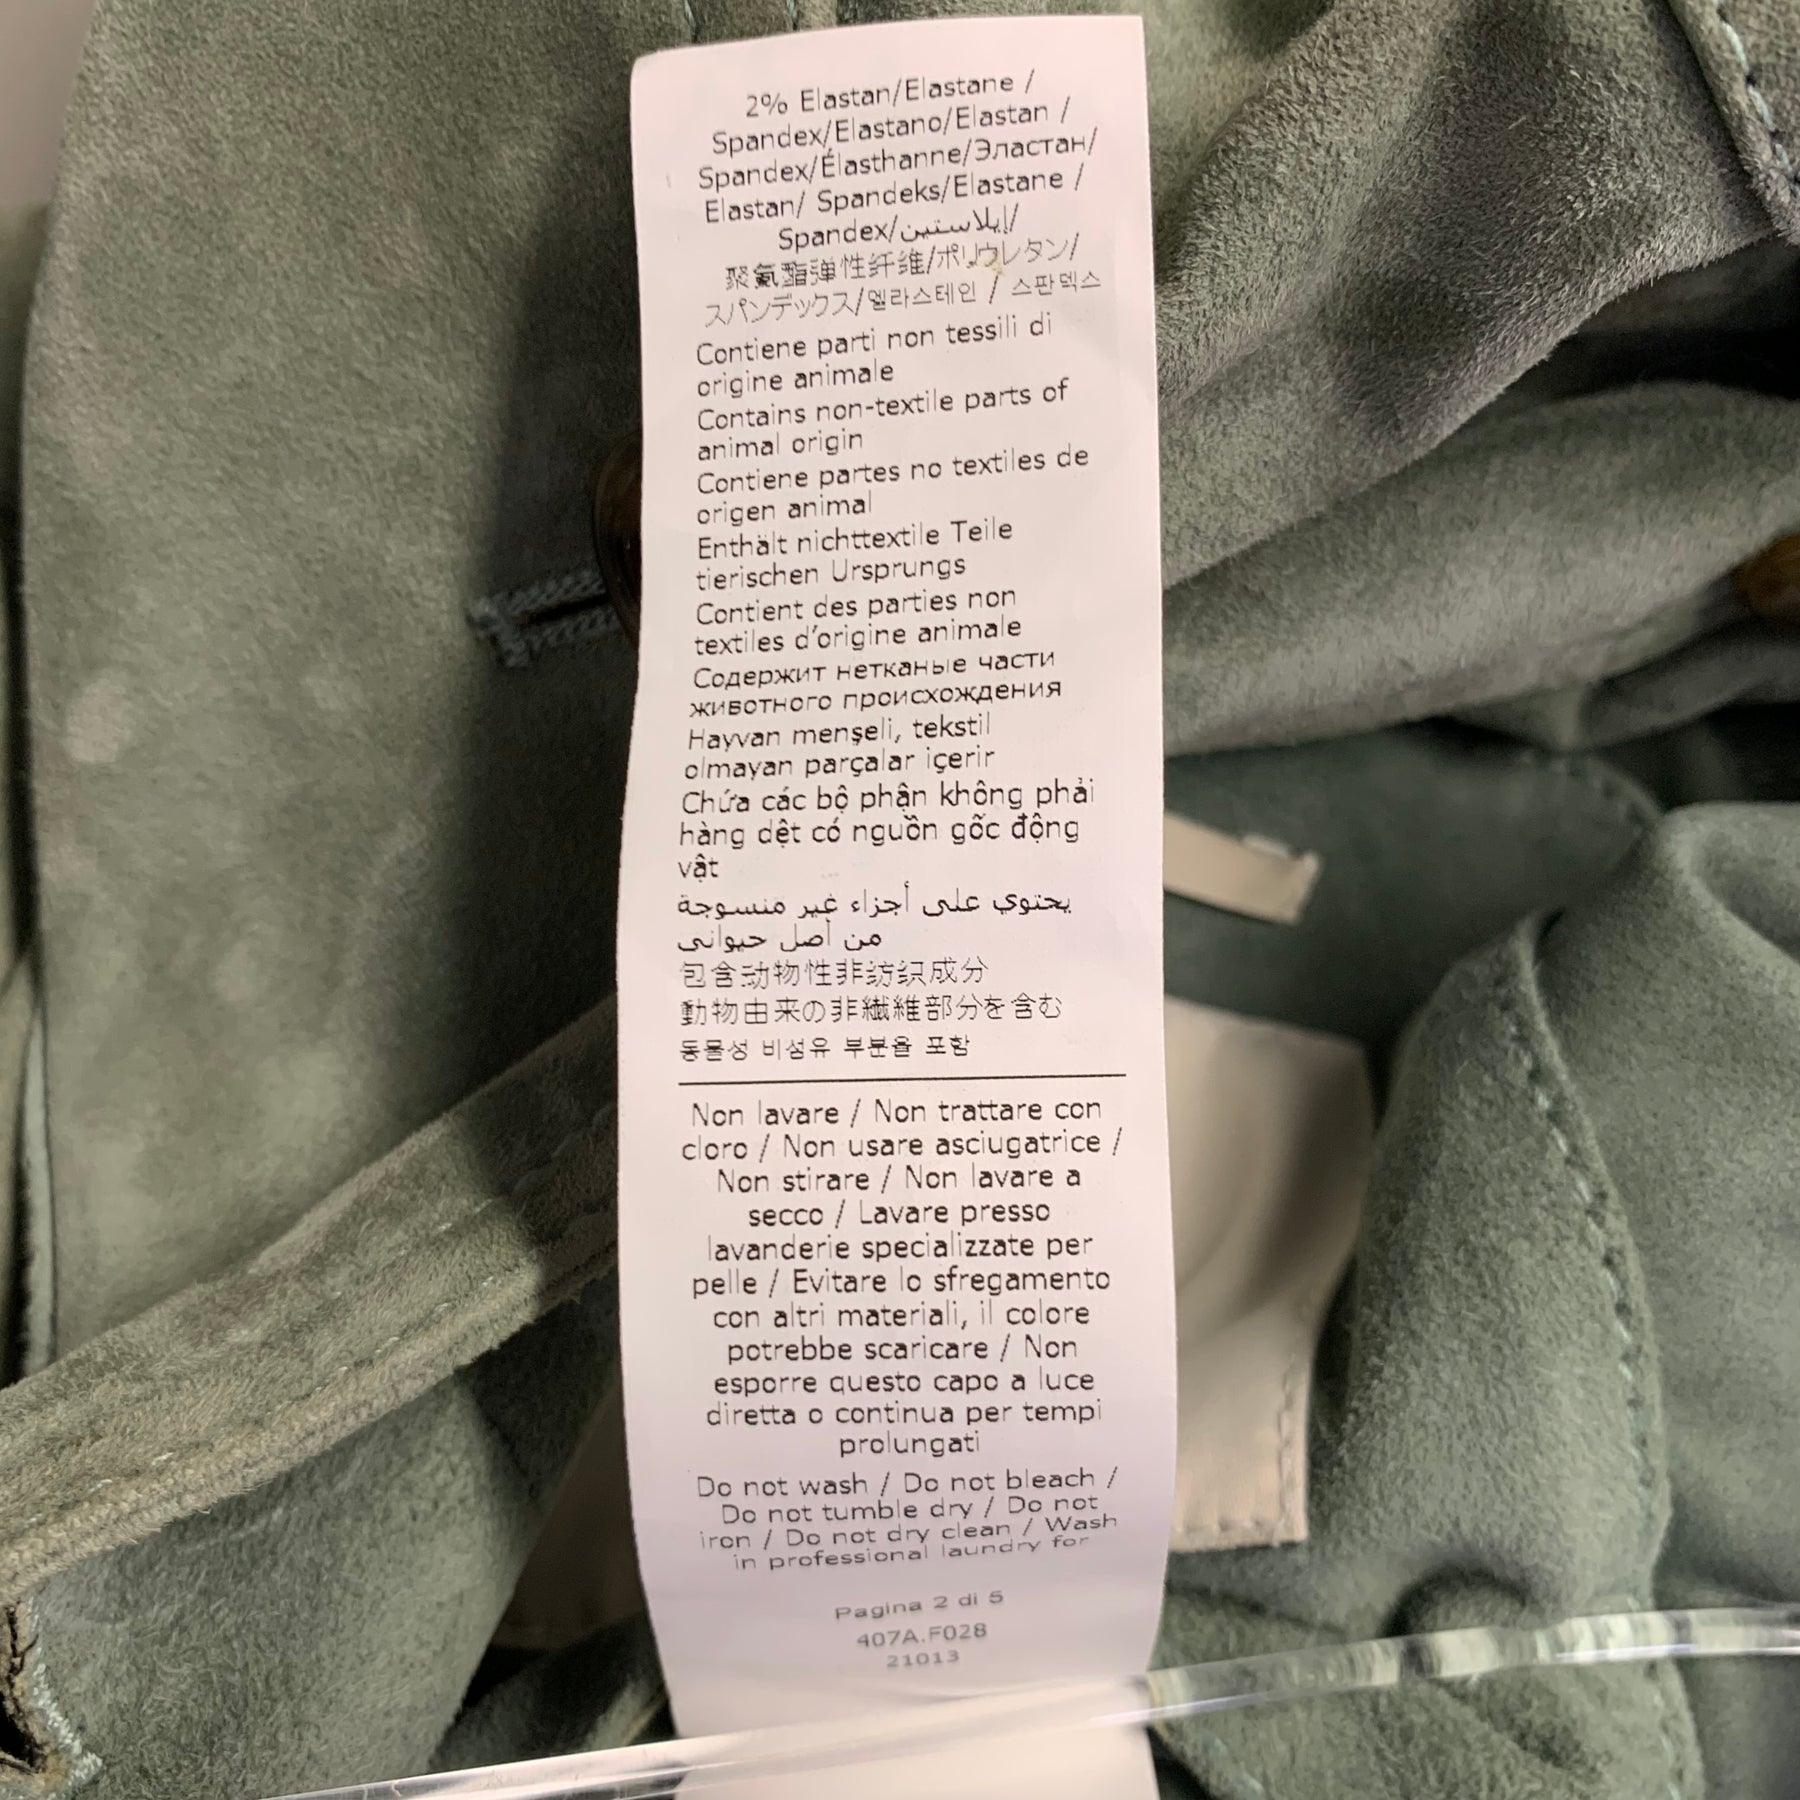 2% Elastan/Elastane /
Spandex/Elastano/Elastan /
Spandex/Élasthanne/Эластан/
Elastan/ Spandeks/Elastane /
Spandex/إيلاستين/
聚氨酯弹性纤维/ポリウレタン/
スパンデックス/엘라스테인 / 스판덱스
Contiene parti non tessili di
origine animale
Contains non-textile parts of
animal origin
Contiene partes no textiles de
origen animal
Enthält nichttextile Teile
tierischen Ursprungs
Contient des parties non
textiles d'origine animale
Содержит нетканые части
животного происхождения
Hayvan menşeli, tekstil
olmayan parçalar içerir
Chứa các bộ phận không phải
hàng dệt có nguồn gốc động
vật
يحتوي على أجزاء غير منسوجة
من أصل حيواني
包含动物性非纺织成分
動物由来の非繊維部分を含む
동물성 비섬유 부분을 포함
Non lavare / Non trattare con
cloro / Non usare asciugatrice /
Non stirare / Non lavare a
secco / Lavare presso
lavanderie specializzate per
pelle / Evitare lo sfregamento
con altri materiali, il colore
potrebbe scaricare / Non
esporre questo capo a luce
diretta o continua per tempi
prolungati
Do not wash / Do not bleach /
Do not tumble dry / Do not
iron / Do not dry clean / Wash
in professional laundry for
Pagina 2 di 5
407A.F028
21013